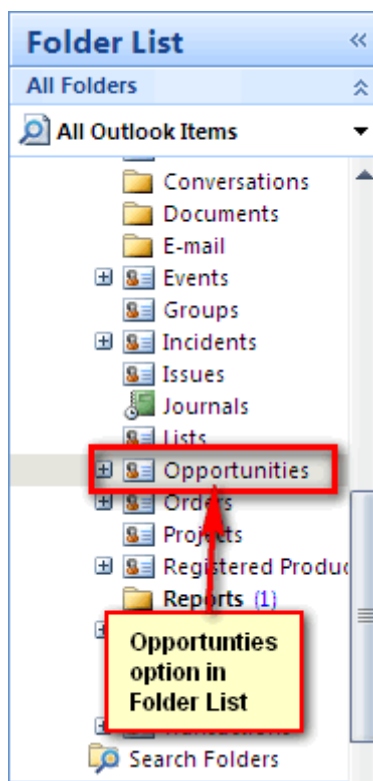 Folder List
All Folders
All Outlook Items
Conversations
Documents
E-mail
Events
Groups
Incidents
Issues
Journals
Lists
Opportunities
Orders
Projects
Registered Produc
Reports (1)
Opportunties
option in
Folder List
Transactions
Search Folders